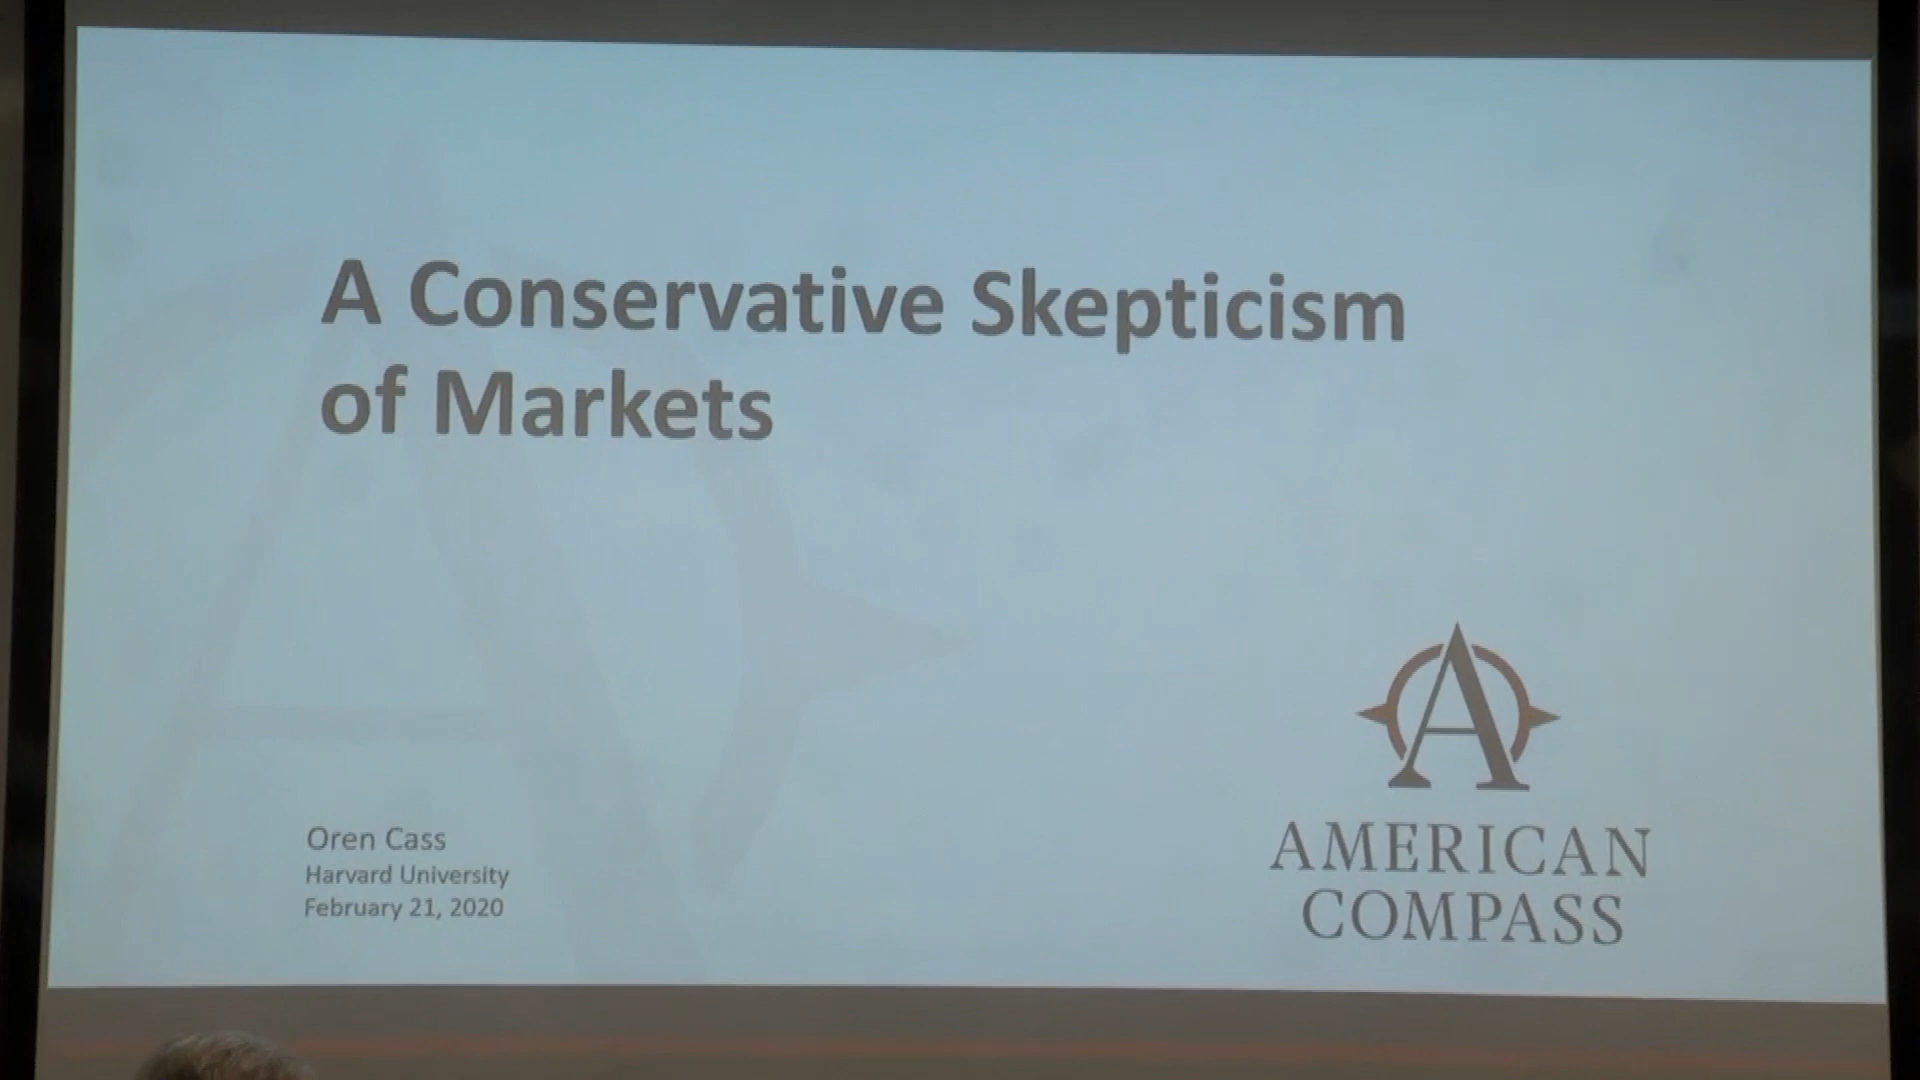 A Conservative Skepticism
of Markets
Oren Cass
Harvard University
February 21, 2020
AMERICAN
COMPASS